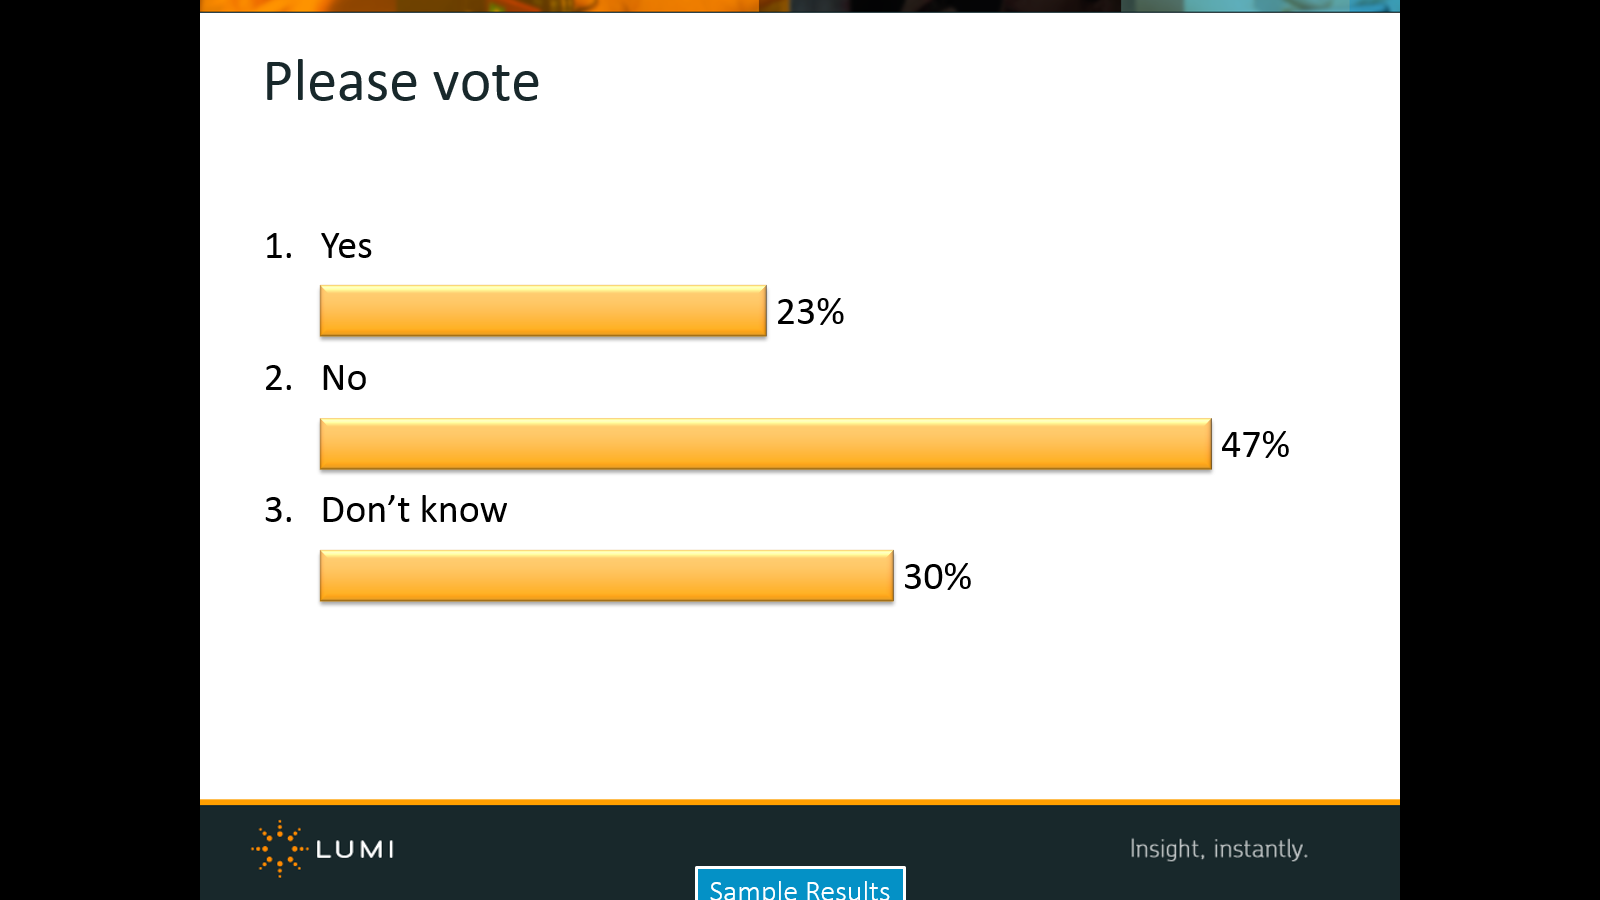 Please vote
1. Yes
23%
2. No
47%
3. Don’t know
30%
LUMI
Insight, instantly.
Sample Results